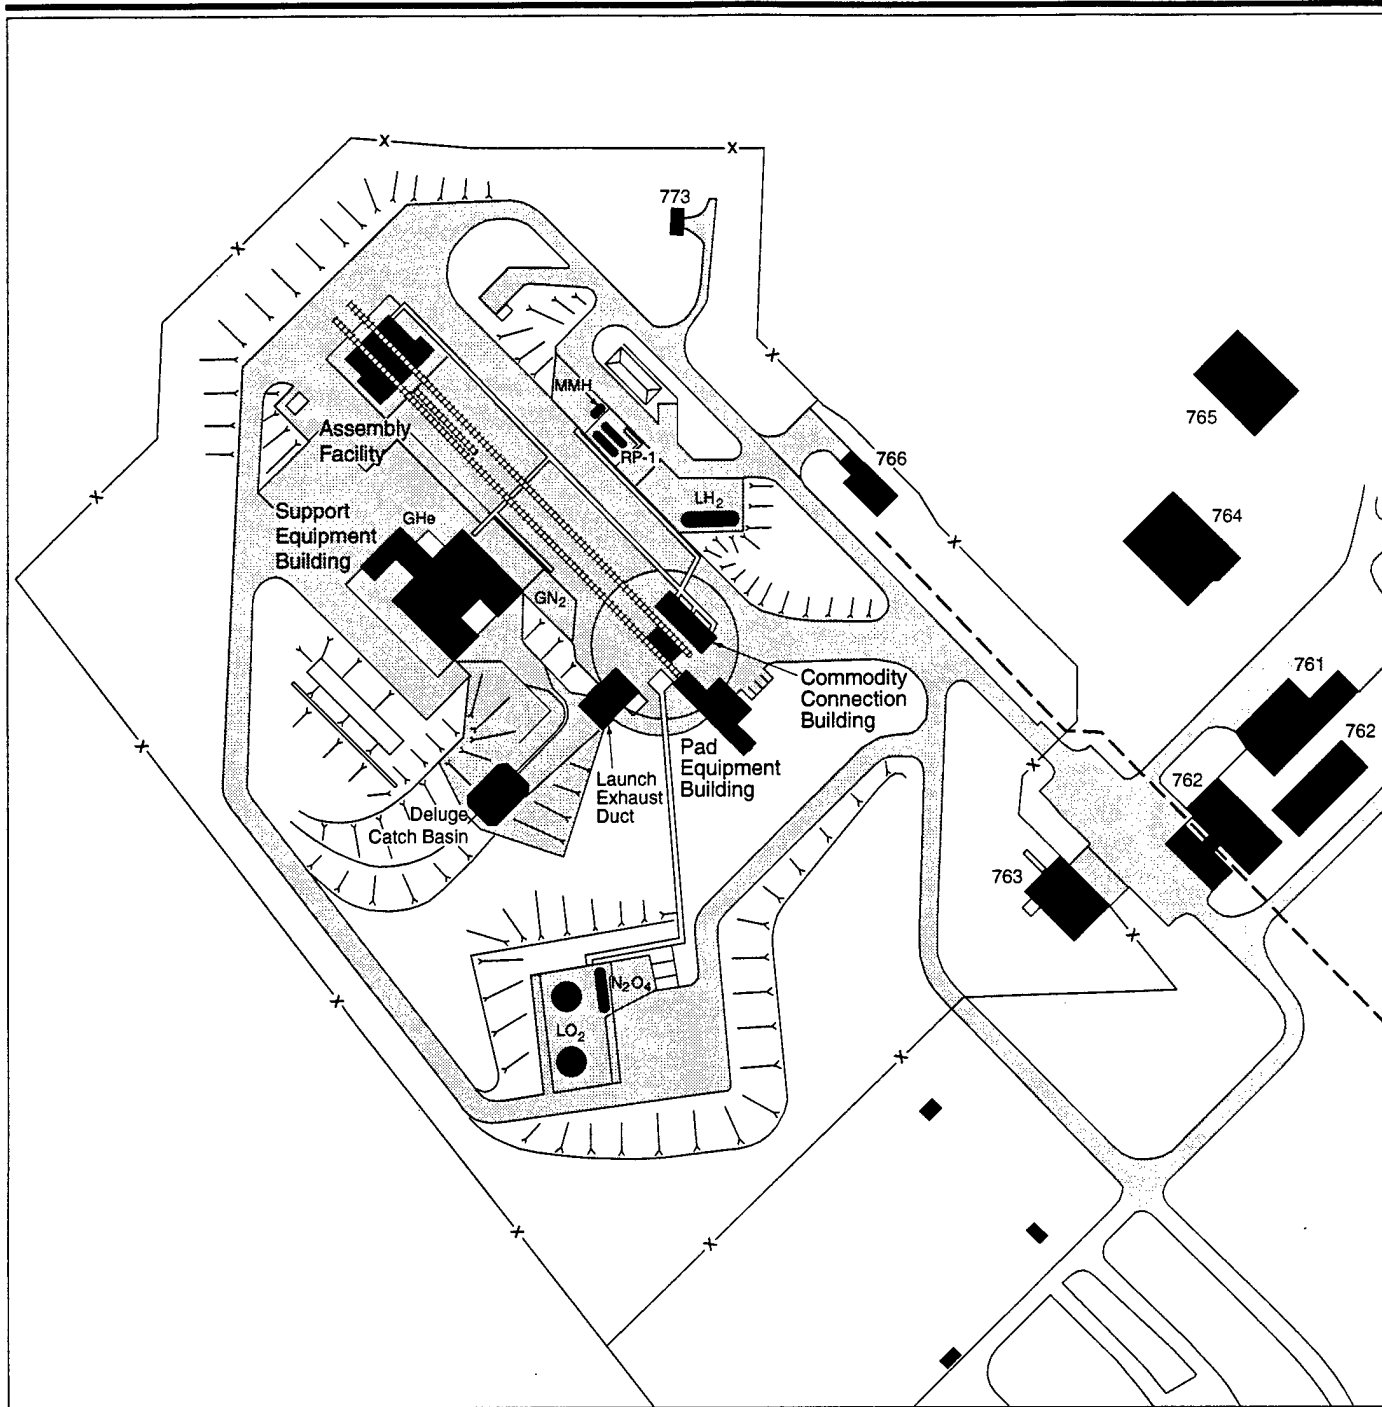 773
MMH
RP-1
LH2
766
765
764
Assembly
Facility
Support
Equipment
Building
GHe
GN2
Commodity
Connection
Building
761
762
762
763
Pad
Equipment
Building
Launch
Exhaust
Duct
Deluge
Catch Basin
N2O4
LO2